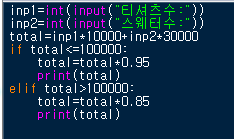 inp1=int(input("티셔츠수:"))
inp2=int(input("스웨터수:"))
total=inp1*10000+inp2*30000
if total<=100000:
    total=total*0.95
    print(total)
elif total>100000:
    total=total*0.85
    print(total)